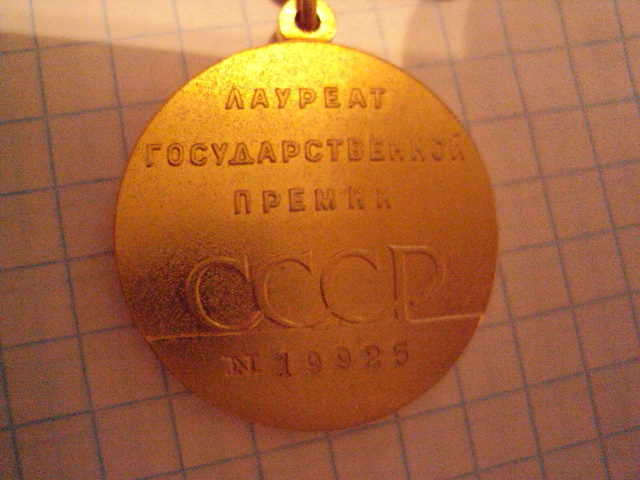 ЛАУРЕАТ
ГОСУДАРСТВЕННОЙ
ПРЕМИИ
СССР
№ 19925